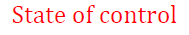 State of control